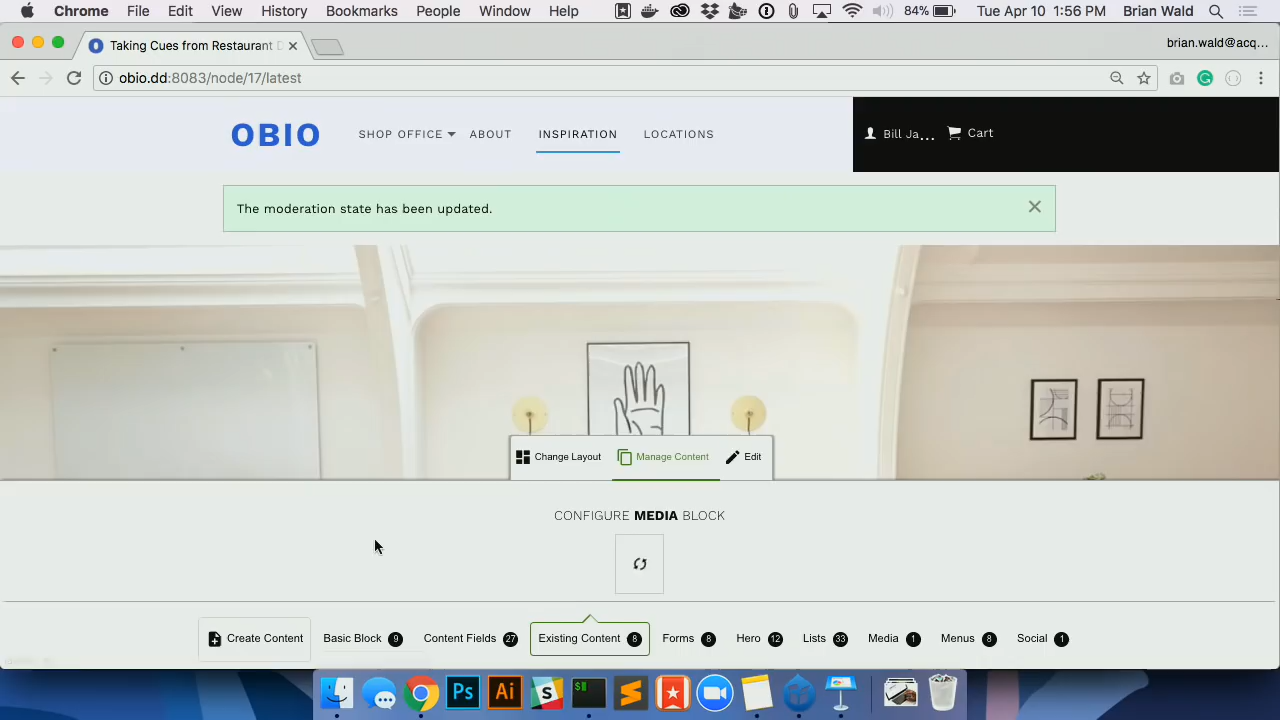 Chrome File Edit View History Bookmarks People Window Help 84% Tue Apr 10 1:56 PM Brian Wald
Taking Cues from Restaurant D
brian.wald@acq...
obio.dd:8083/node/17/latest
OBIO SHOP OFFICE ABOUT INSPIRATION LOCATIONS Bill Ja... Cart
The moderation state has been updated.
Change Layout Manage Content Edit
CONFIGURE MEDIA BLOCK
Create Content Basic Block 9 Content Fields 27 Existing Content 8 Forms 8 Hero 12 Lists 33 Media 1 Menus 8 Social 1
Ps Ai S